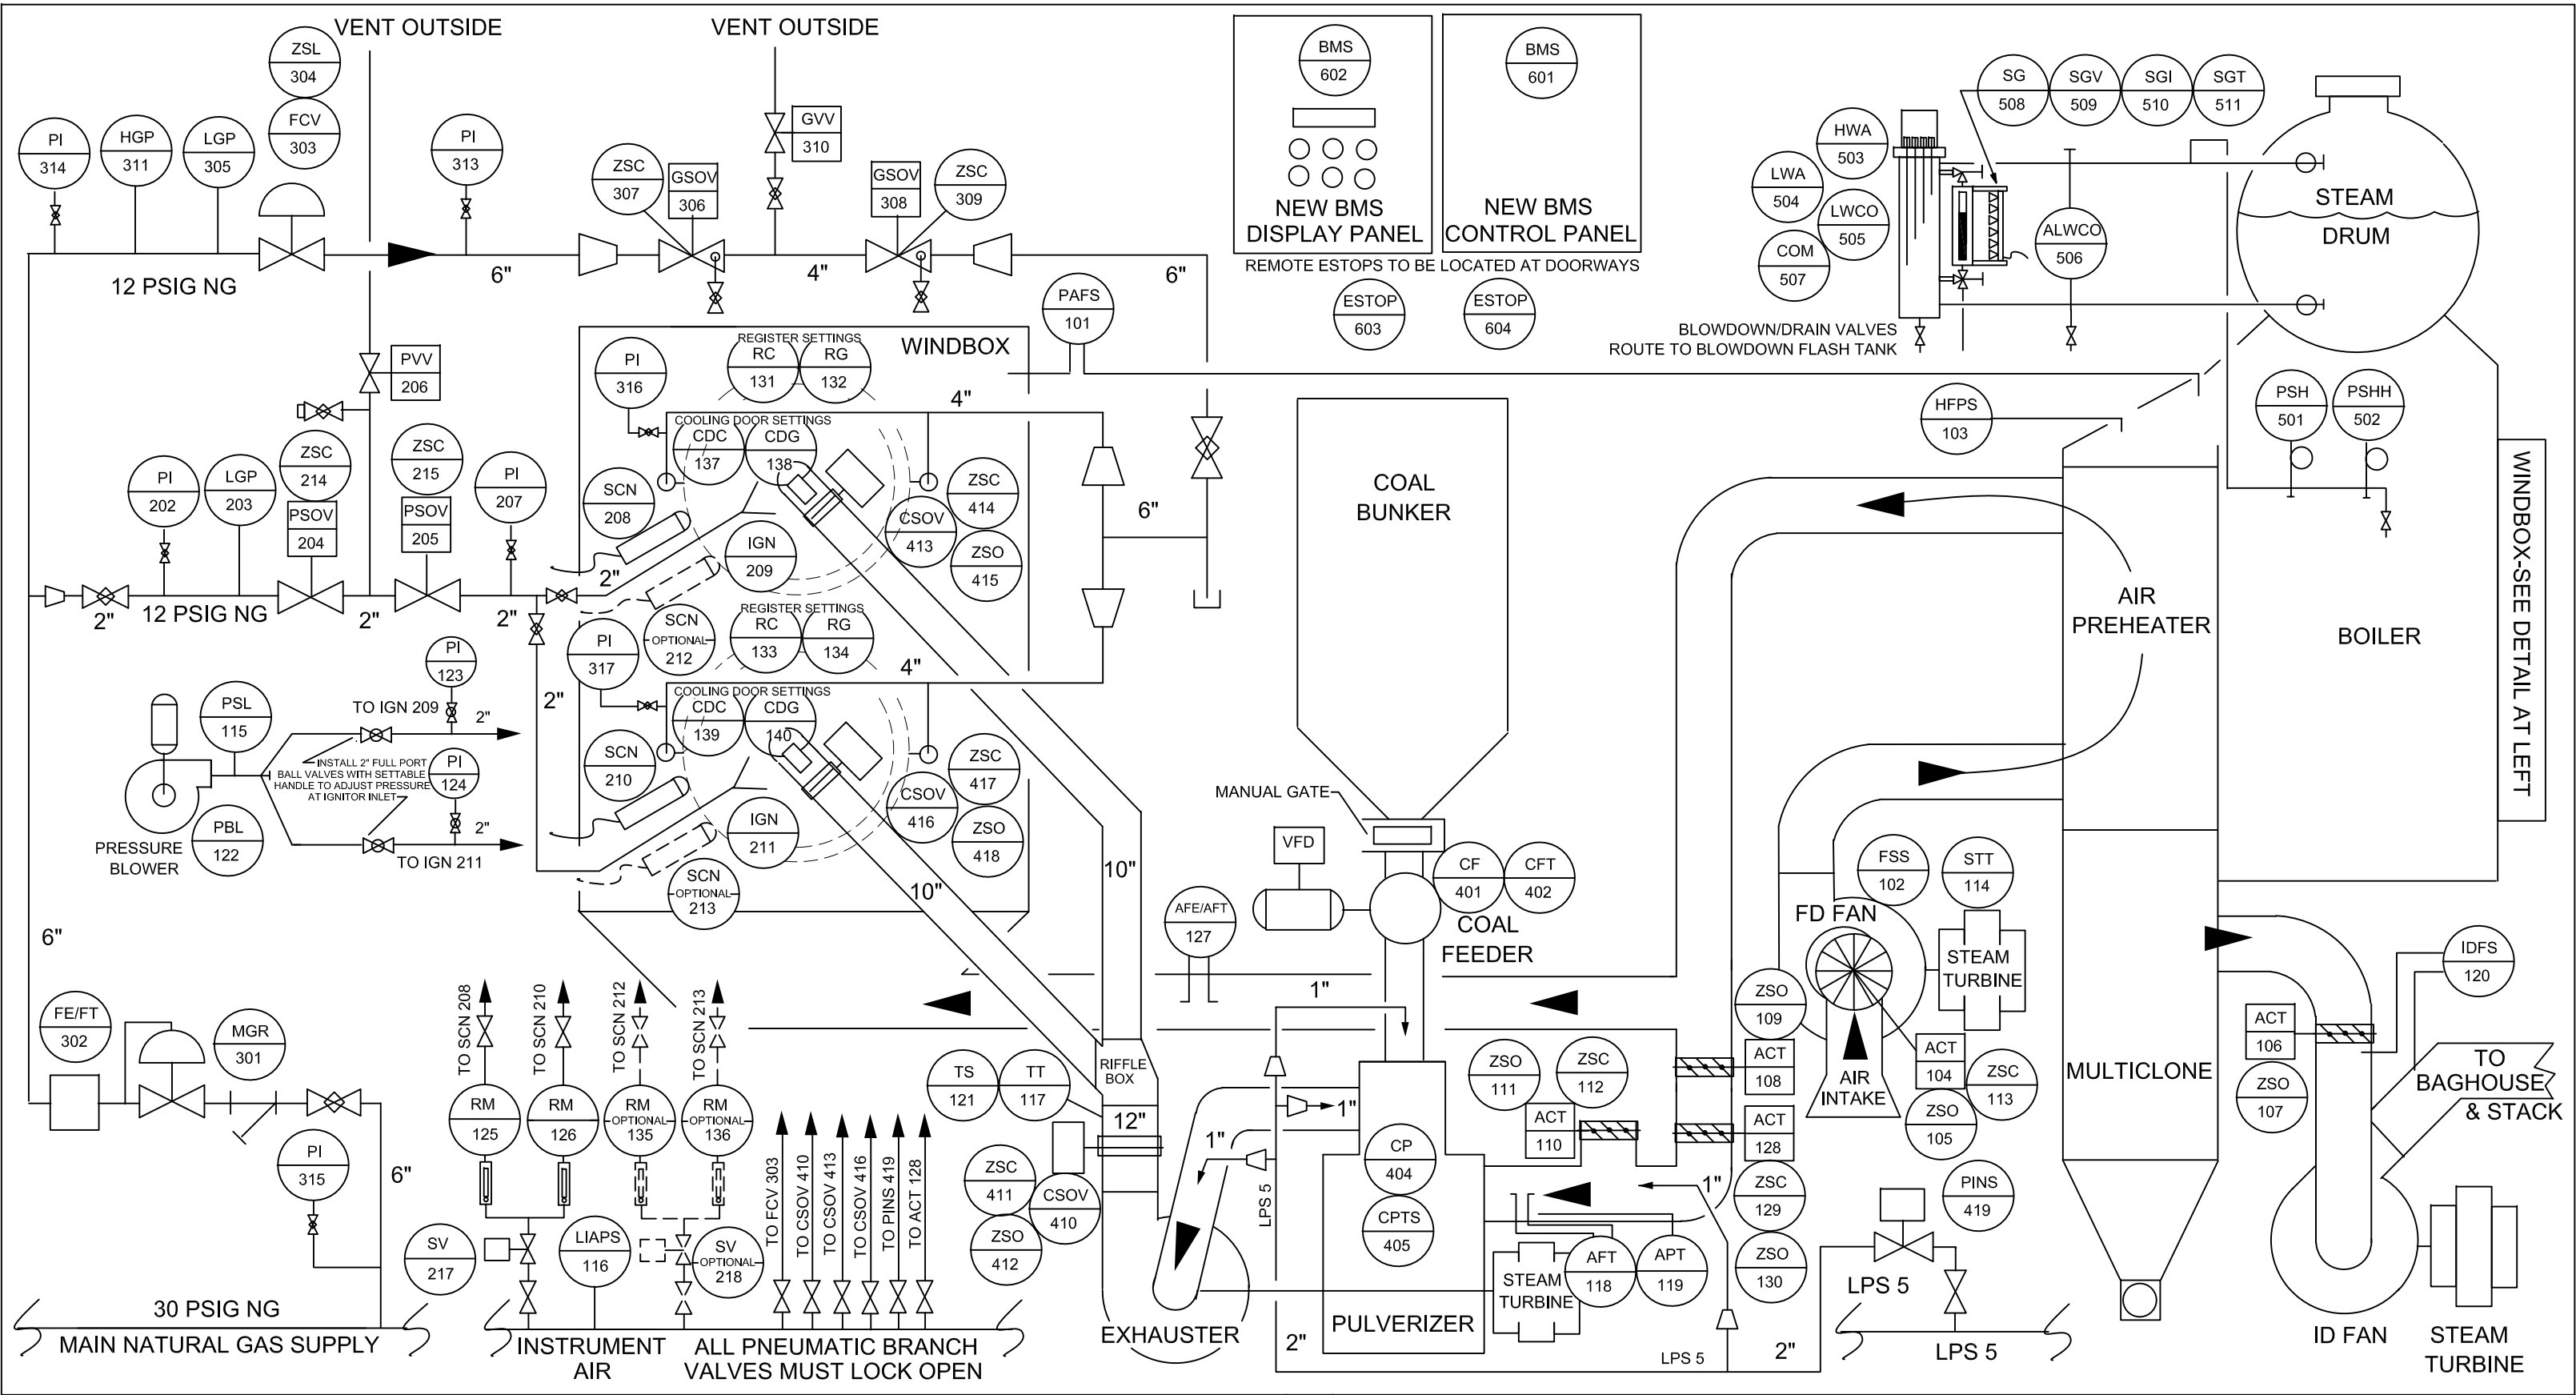 VENT OUTSIDE
VENT OUTSIDE
ZSL
304
FCV
303
PI
314
HGP
311
LGP
305
PI
313
ZSC
307
GSOV
306
GVV
310
GSOV
308
ZSC
309
12 PSIG NG
6"
4"
6"
BMS
602
NEW BMS
DISPLAY PANEL
BMS
601
NEW BMS
CONTROL PANEL
REMOTE ESTOPS TO BE LOCATED AT DOORWAYS
ESTOP
603
ESTOP
604
PAFS
101
SG
508
SGV
509
SGI
510
SGT
511
HWA
503
LWA
504
LWCO
505
COM
507
ALWCO
506
STEAM
DRUM
BLOWDOWN/DRAIN VALVES
ROUTE TO BLOWDOWN FLASH TANK
HFPS
103
PSH
501
PSHH
502
PVV
206
PI
202
LGP
203
ZSC
214
PSOV
204
ZSC
215
PSOV
205
PI
207
2"
12 PSIG NG
2"
2"
2"
2"
WINDBOX
REGISTER SETTINGS
RC
131
RG
132
PI
316
COOLING DOOR SETTINGS
CDC
137
CDG
138
4"
SCN
208
IGN
209
CSOV
413
ZSC
414
ZSO
415
6"
SCN
OPTIONAL
212
REGISTER SETTINGS
RC
133
RG
134
PI
317
4"
COOLING DOOR SETTINGS
CDC
139
CDG
140
SCN
210
IGN
211
CSOV
416
ZSC
417
ZSO
418
SCN
OPTIONAL
213
10"
10"
PSL
115
PBL
122
PRESSURE
BLOWER
TO IGN 209
PI
123
2"
INSTALL 2" FULL PORT
BALL VALVES WITH SETTABLE
HANDLE TO ADJUST PRESSURE
AT IGNITOR INLET
PI
124
2"
TO IGN 211
COAL
BUNKER
MANUAL GATE
VFD
CF
401
CFT
402
COAL
FEEDER
AFE/AFT
127
AIR
PREHEATER
BOILER
WINDBOX-SEE DETAIL AT LEFT
FSS
102
STT
114
FD FAN
STEAM
TURBINE
ZSO
109
ACT
108
ACT
104
ZSC
113
ZSO
105
AIR
INTAKE
MULTICLONE
IDFS
120
ACT
106
ZSO
107
TO
BAGHOUSE
& STACK
6"
FE/FT
302
MGR
301
PI
315
6"
30 PSIG NG
MAIN NATURAL GAS SUPPLY
TO SCN 208
TO SCN 210
TO SCN 212
TO SCN 213
RM
125
RM
126
RM
OPTIONAL
135
RM
OPTIONAL
136
SV
217
LIAPS
116
SV
OPTIONAL
218
TO FCV 303
TO CSOV 410
TO CSOV 413
TO CSOV 416
TO PINS 419
TO ACT 128
INSTRUMENT
AIR
ALL PNEUMATIC BRANCH
VALVES MUST LOCK OPEN
TS
121
TT
117
RIFFLE
BOX
12"
ZSC
411
CSOV
410
ZSO
412
EXHAUSTER
1"
1"
1"
LPS 5
2"
CP
404
CPTS
405
PULVERIZER
ZSO
111
ZSC
112
ACT
110
ACT
128
ZSC
129
ZSO
130
1"
STEAM
TURBINE
AFT
118
APT
119
LPS 5
2"
PINS
419
LPS 5
LPS 5
ID FAN
STEAM
TURBINE